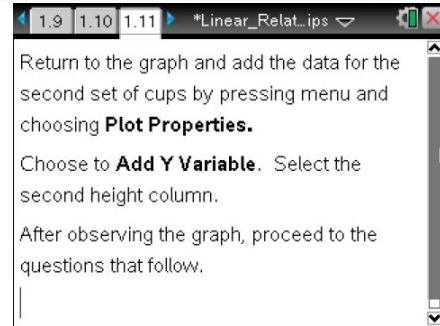 1.9 1.10 1.11 *Linear_Relat...ips
Return to the graph and add the data for the
second set of cups by pressing menu and
choosing Plot Properties.
Choose to Add Y Variable. Select the
second height column.
After observing the graph, proceed to the
questions that follow.